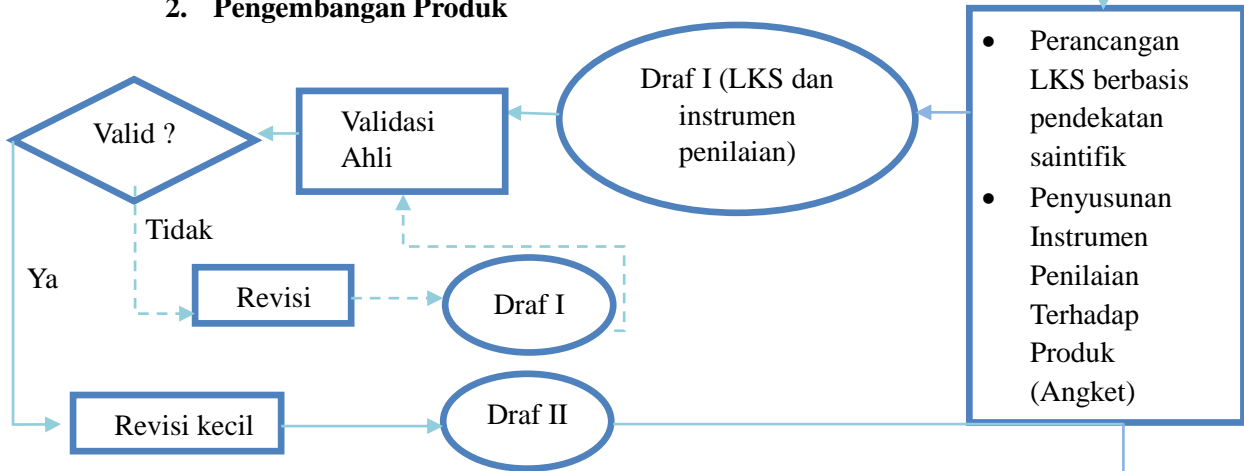 2. Pengembangan Produk
Valid ?
Validasi
Ahli
Draf I (LKS dan
instrumen
penilaian)
• Perancangan
LKS berbasis
pendekatan
saintifik
• Penyusunan
Instrumen
Penilaian
Terhadap
Produk
(Angket)
Tidak
Ya
Revisi
Draf I
Revisi kecil
Draf II